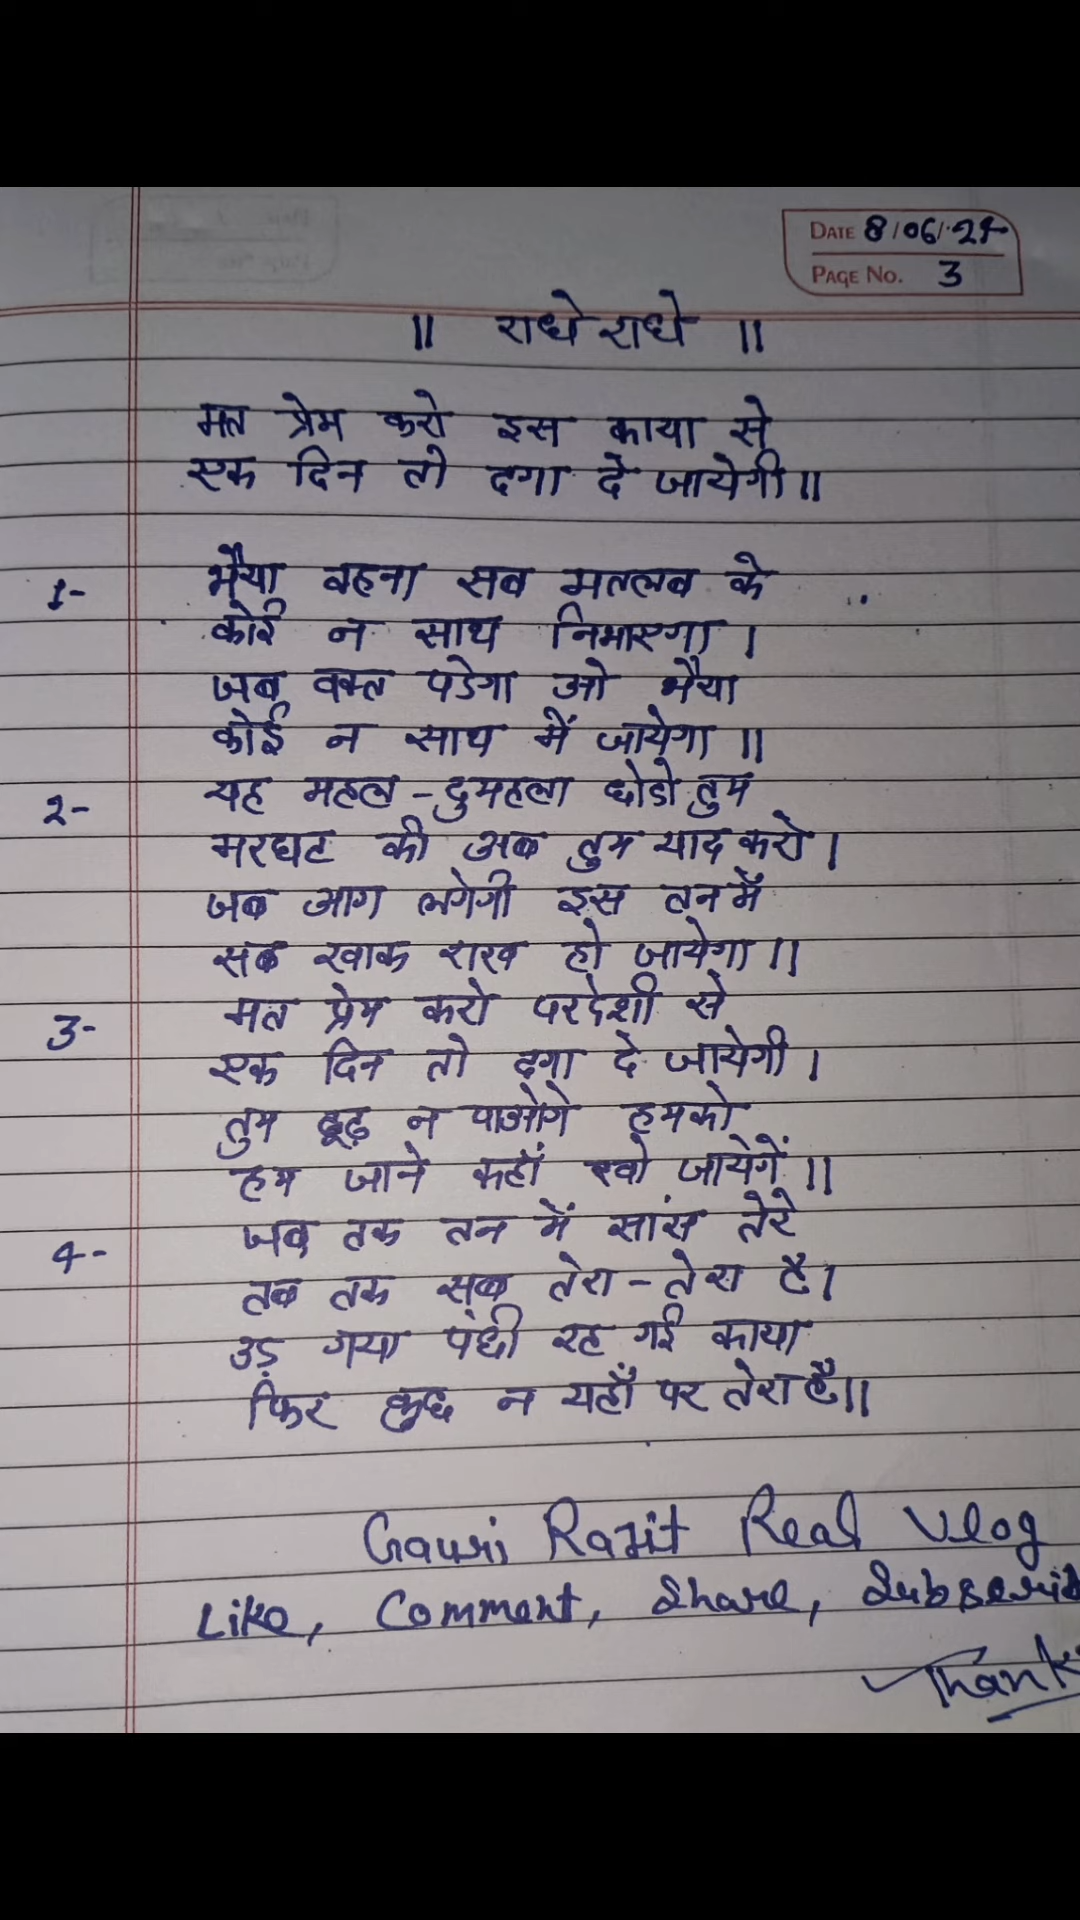 DATE 8/06/24
PAGE NO. 3
॥ राधे राधे ॥
मत प्रेम करो इस काया से
एक दिन तो दगा दे जायेगी॥
1- भैया वहना सब मतलब के
कोई न साथ निभाएगा।
जब वक्त पडेगा ओ भैया
कोई न साथ में जायेगा॥
2- यह महल-दुमहला छोडो तुम
मरघट की अब तुम याद करो।
जब आग लगेगी इस तन में
सब खाक राख हो जायेगा॥
3- मत प्रेम करो परदेशी से
एक दिन तो दगा दे जायेगी।
तुम ढूढ़ न पाओगे हमको
हम जाने कहाँ खो जायेगें॥
4- जब तक तन में सांस तेरे
तब तक सब तेरा-तेरा है।
उड़ गया पंछी रह गई काया
फिर कुछ न यहाँ पर तेरा है॥
Gauri Real Vlog
Like, Comment, Share,
Thank